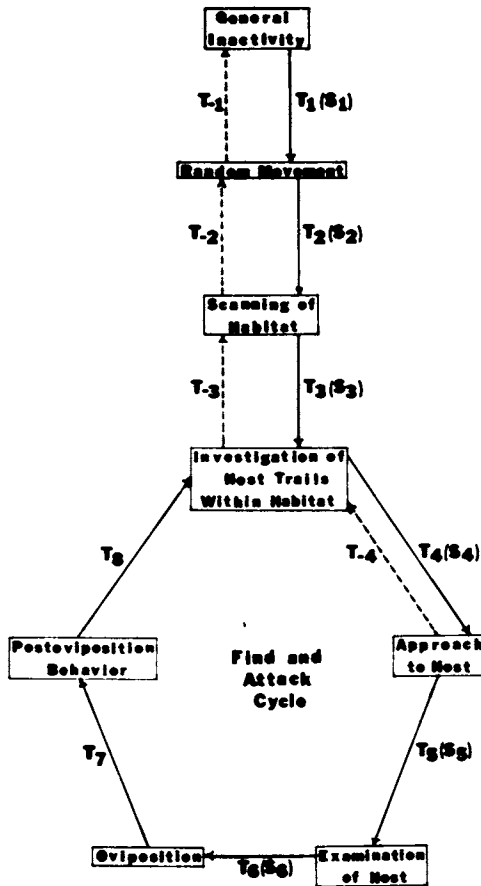 General
Inactivity
T-1
T1(S1)
Random Movement
T-2
T2(S2)
Scanning of
Habitat
T-3
T3(S3)
Investigation of
Host Trails
Within Habitat
T8
T-4
T4(S4)
Postoviposition
Behavior
Find and
Attack
Cycle
Approach
to Host
T7
T5(S5)
Oviposition
T6(S6)
Examination
of Host